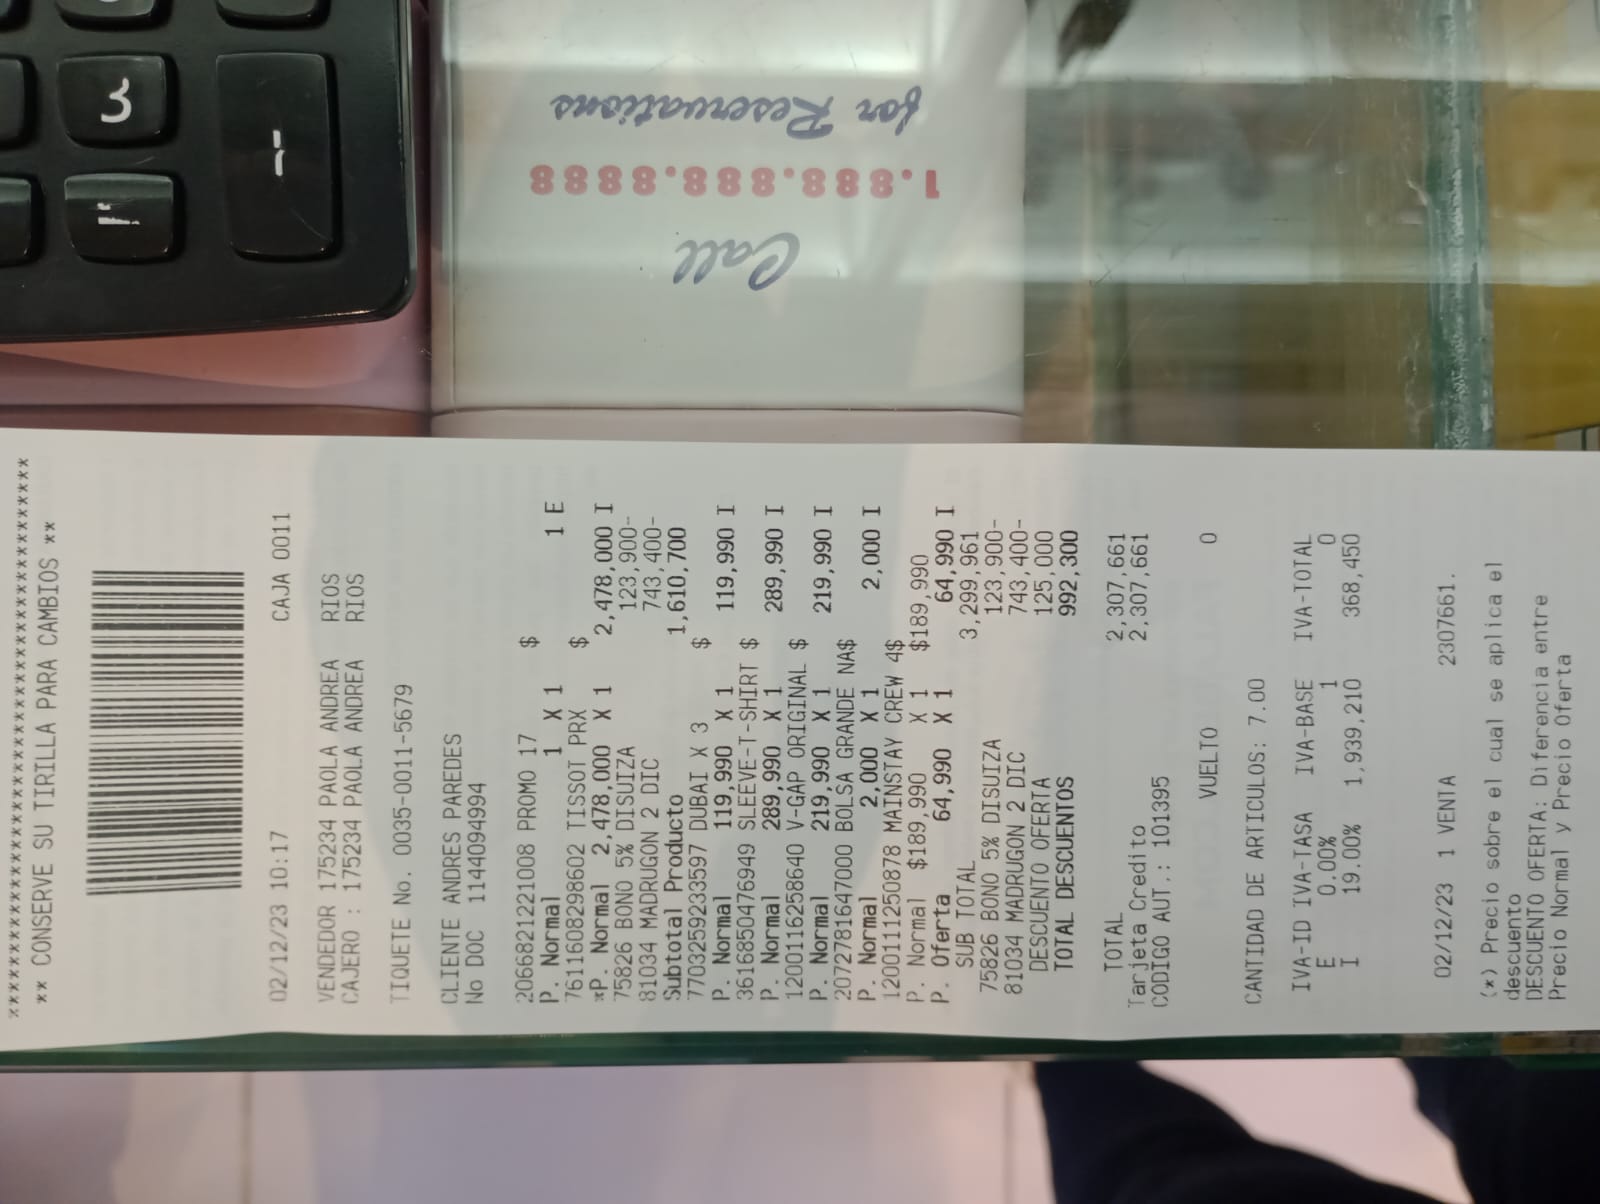 Call
1.888.888.8888
for Reservations
************************************************
** CONSERVE SU TIRILLA PARA CAMBIOS **
02/12/23 10:17 CAJA 0011
VENDEDOR 175234 PAOLA ANDREA RIOS
CAJERO : 175234 PAOLA ANDREA RIOS
TIQUETE No. 0035-0011-5679
CLIENTE ANDRES PAREDES
No DOC 1144094994
2066821221008 PROMO 17 $
P. Normal 1 X 1 1 E
7611608298602 TISSOT PRX $
*P. Normal 2,478,000 X 1 2,478,000 I
75826 BONO 5% DISUIZA 123,900-
81034 MADRUGON 2 DIC 743,400-
Subtotal Producto 1,610,700
7703259233597 DUBAI X 3 $
P. Normal 119,990 X 1 119,990 I
3616850476949 SLEEVE-T-SHIRT $
P. Normal 289,990 X 1 289,990 I
1200116258640 V-GAP ORIGINAL $
P. Normal 219,990 X 1 219,990 I
2072781647000 BOLSA GRANDE NA$
P. Normal 2,000 X 1 2,000 I
1200111250878 MAINSTAY CREW 4$
P. Normal $189,990 X 1 $189,990
P. Oferta 64,990 X 1 64,990 I
SUB TOTAL 3,299,961
75826 BONO 5% DISUIZA 123,900-
81034 MADRUGON 2 DIC 743,400-
DESCUENTO OFERTA 125,000
TOTAL DESCUENTOS 992,300
TOTAL 2,307,661
Tarjeta Credito 2,307,661
CODIGO AUT.: 101395
VUELTO 0
CANTIDAD DE ARTICULOS: 7.00
IVA-ID IVA-TASA IVA-BASE IVA-TOTAL
E 0.00% 1 0
I 19.00% 1,939,210 368,450
02/12/23 1 VENTA 2307661.
(*) Precio sobre el cual se aplica el
descuento
DESCUENTO OFERTA: Diferencia entre
Precio Normal y Precio Oferta